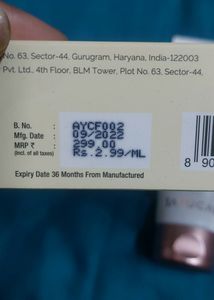 No. 63, Sector-44, Gurugram, Haryana, India-122003
Pvt. Ltd., 4th Floor, BLM Tower, Plot No. 63, Sector-44,
B. No. : AYCF002
Mfg. Date : 09/2022
MRP ₹ : 299.00
(incl. of all taxes) Rs.2.99/ML
Expiry Date 36 Months From Manufactured
8 90